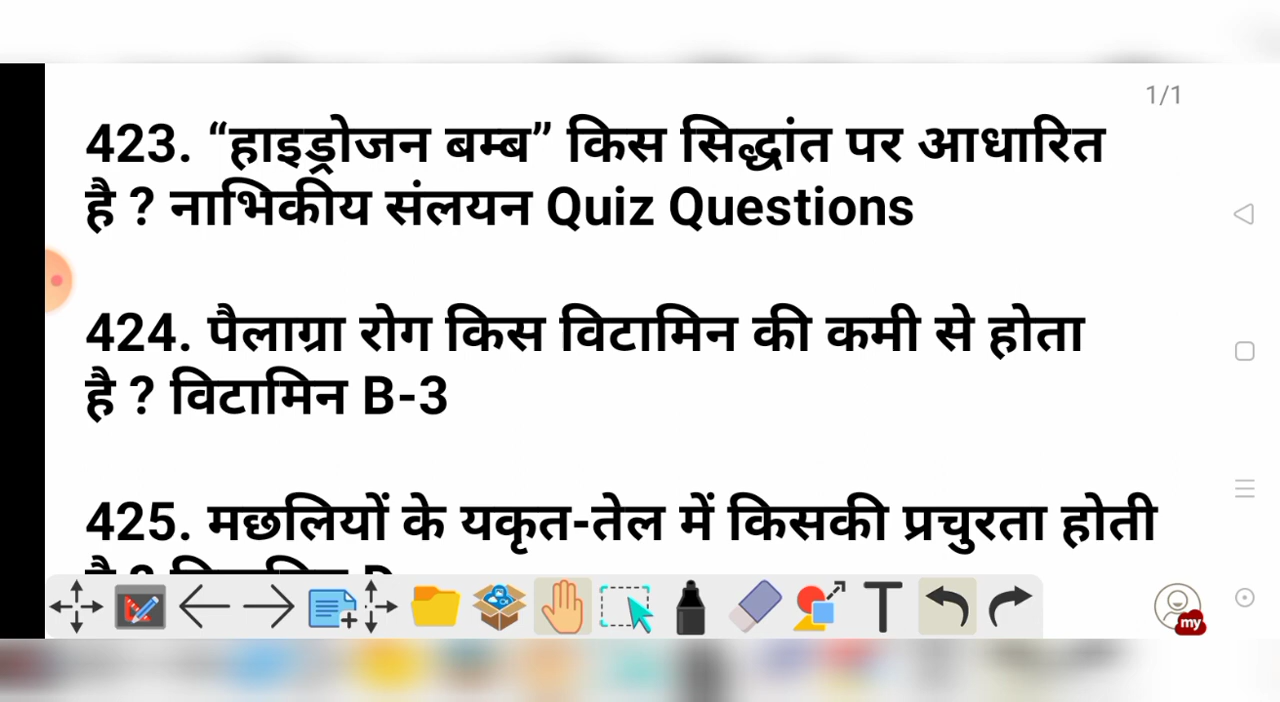 1/1
423. “हाइड्रोजन बम्ब” किस सिद्धांत पर आधारित
है ? नाभिकीय संलयन Quiz Questions
424. पैलाग्रा रोग किस विटामिन की कमी से होता
है ? विटामिन B-3
425. मछलियों के यकृत-तेल में किसकी प्रचुरता होती
T
my